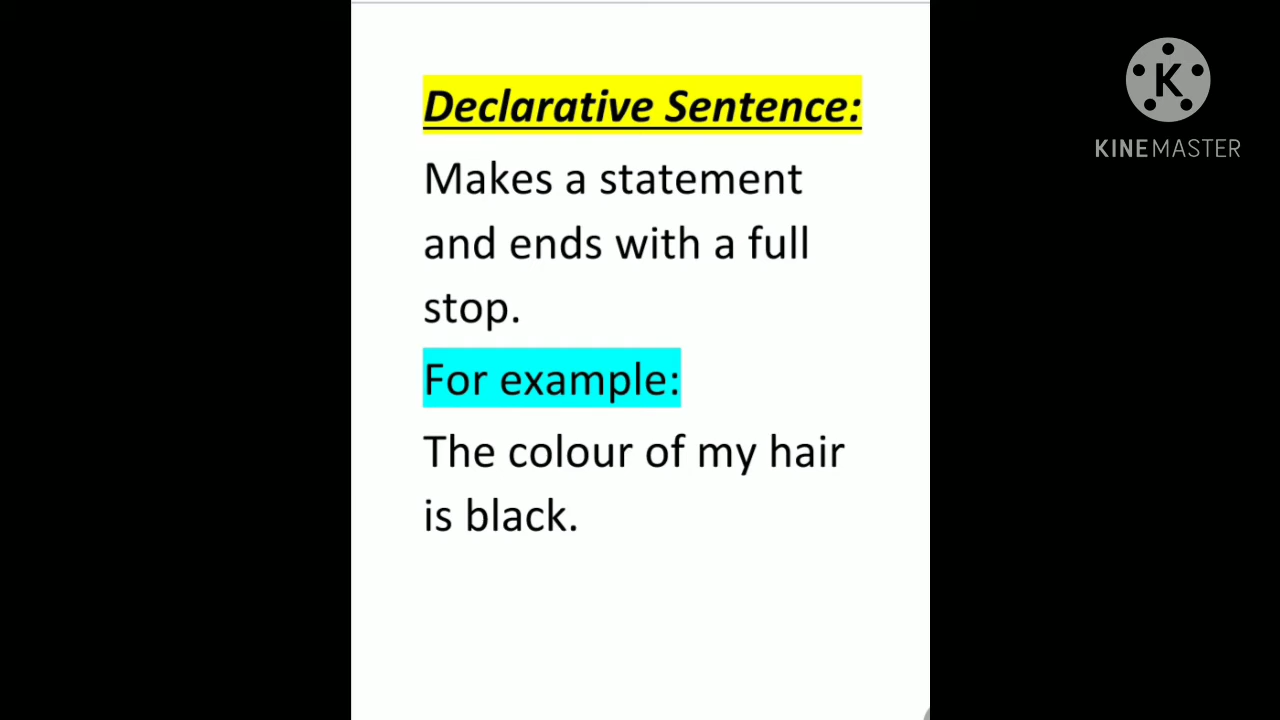 Declarative Sentence:
Makes a statement
and ends with a full
stop.
For example:
The colour of my hair
is black.
K
KINEMASTER